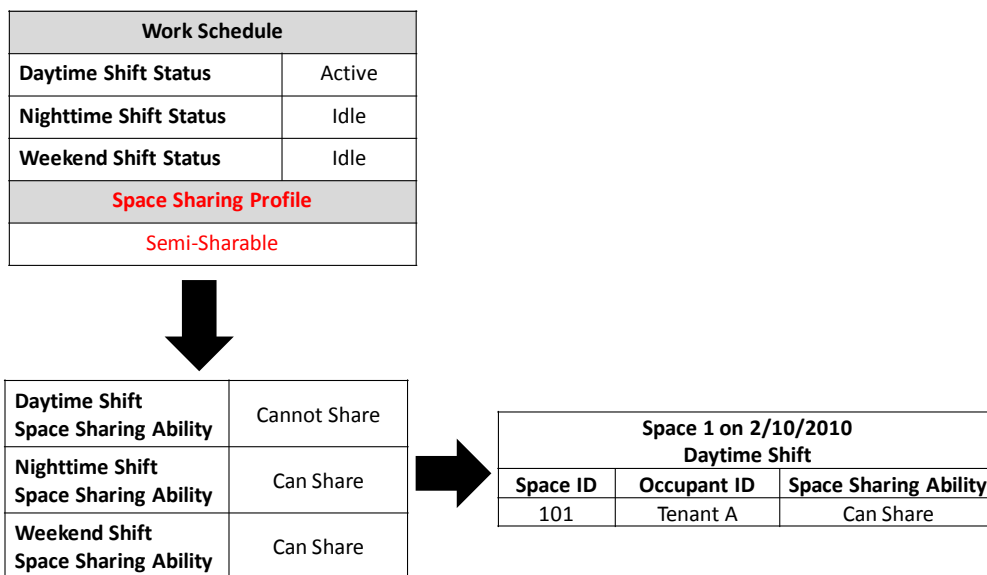 Work Schedule
Daytime Shift Status Active
Nighttime Shift Status Idle
Weekend Shift Status Idle
Space Sharing Profile
Semi-Sharable
Daytime Shift
Space Sharing Ability
Cannot Share
Nighttime Shift
Space Sharing Ability
Can Share
Weekend Shift
Space Sharing Ability
Can Share
Space 1 on 2/10/2010
Daytime Shift
Space ID Occupant ID Space Sharing Ability
101 Tenant A Can Share